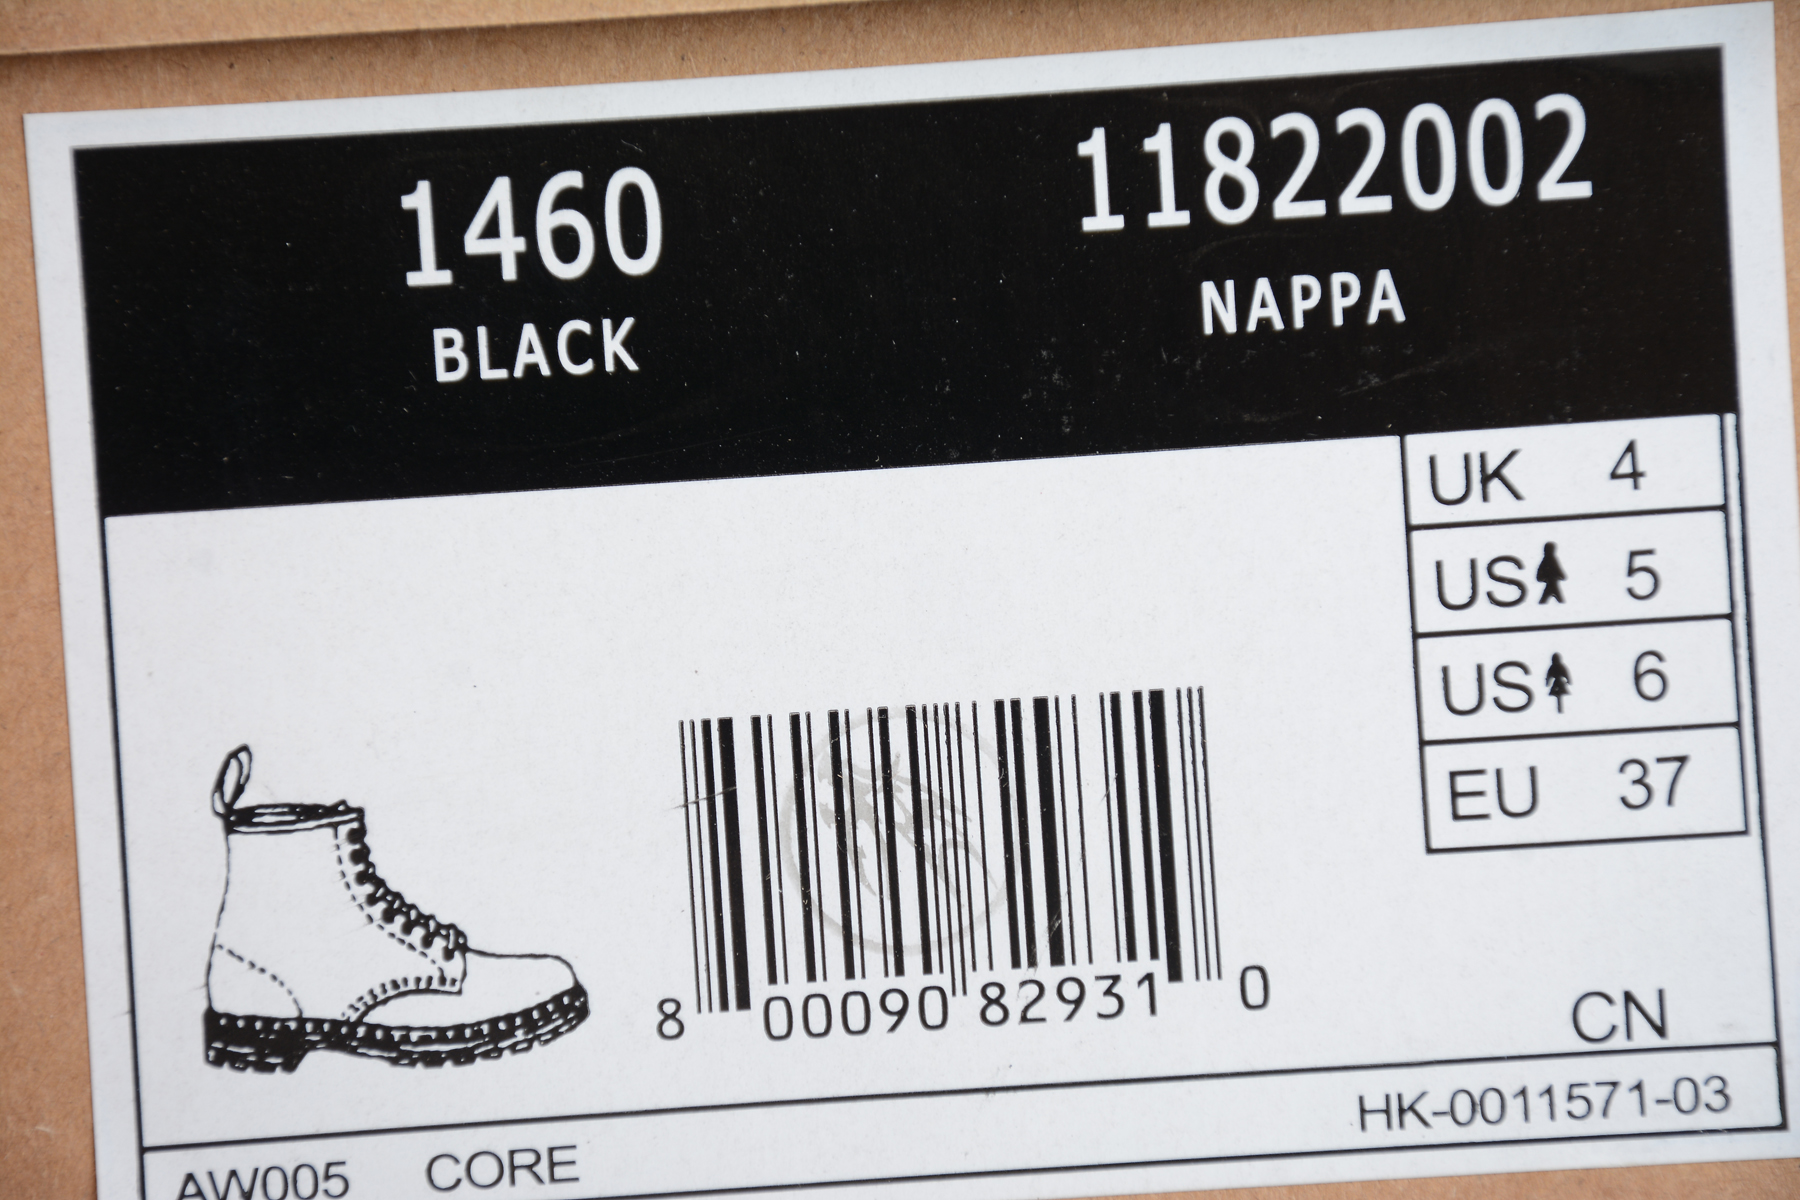 1460 11822002
BLACK NAPPA
UK 4
US 5
US 6
EU 37
8 00090 82931 0
CN
HK-0011571-03
AW005 CORE